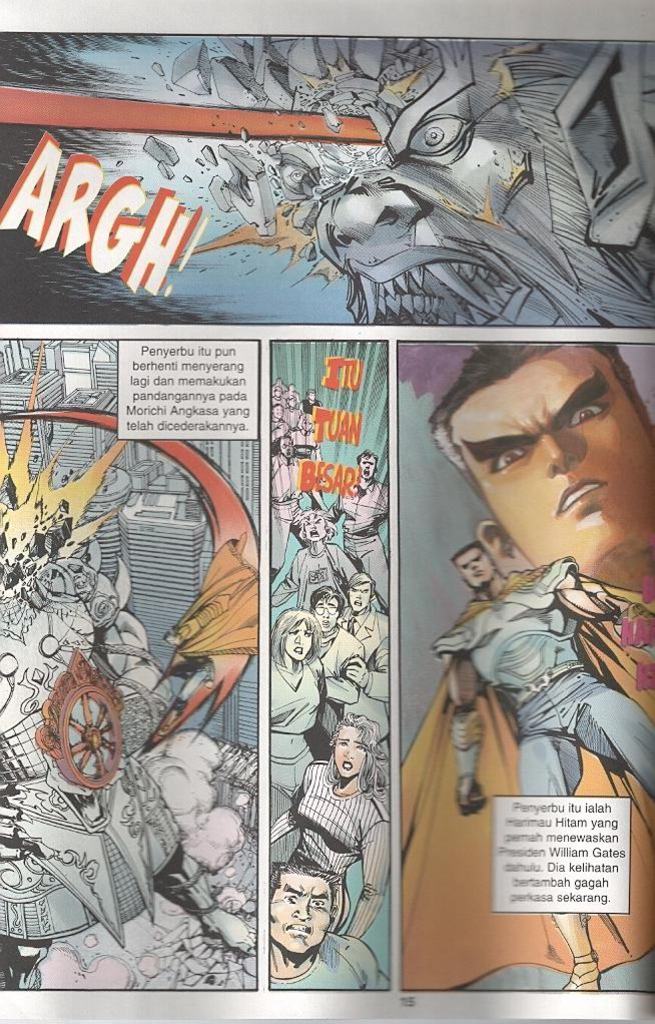 ARGH!
Penyerbu itu pun
berhenti menyerang
lagi dan memakukan
pandangannya pada
Morichi Angkasa yang
telah dicederakannya.
ITU
TUAN
BESAR!
Penyerbu itu ialah
Harimau Hitam yang
pernah menewaskan
Presiden William Gates
dahulu. Dia kelihatan
bertambah gagah
perkasa sekarang.
15